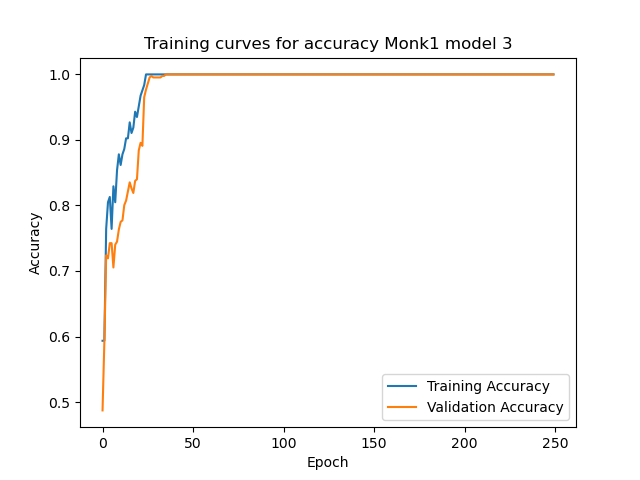 Training curves for accuracy Monk1 model 3
1.0
0.9
0.8
0.7
0.6
0.5
Accuracy
Training Accuracy
Validation Accuracy
0 50 100 150 200 250
Epoch